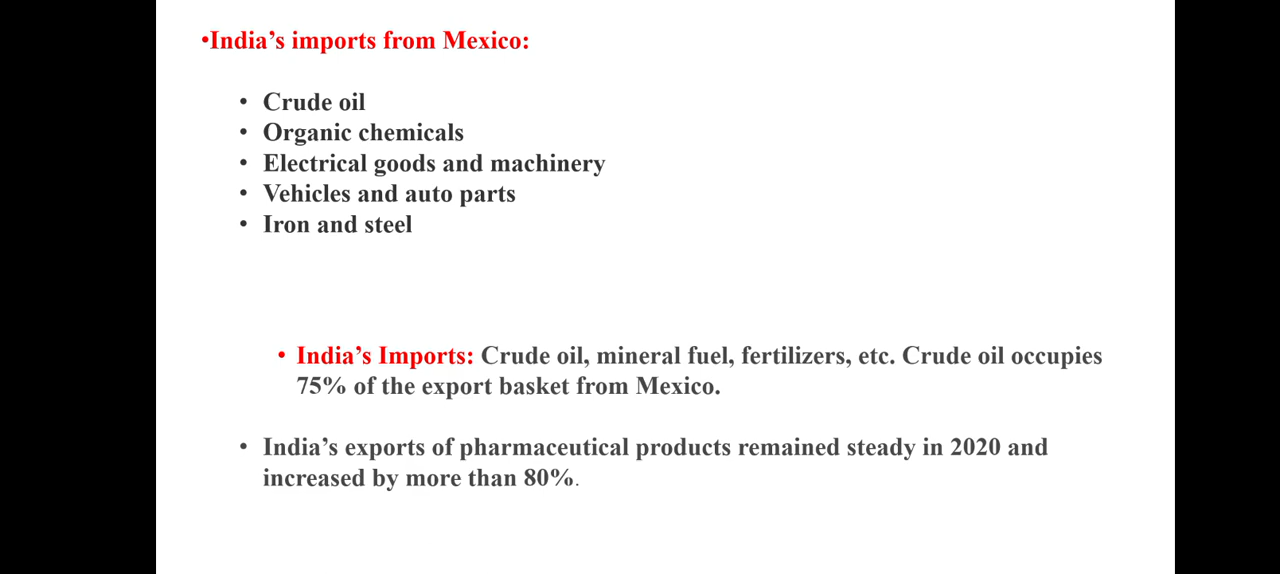 •India’s imports from Mexico:
• Crude oil
• Organic chemicals
• Electrical goods and machinery
• Vehicles and auto parts
• Iron and steel
• India’s Imports: Crude oil, mineral fuel, fertilizers, etc. Crude oil occupies
75% of the export basket from Mexico.
• India’s exports of pharmaceutical products remained steady in 2020 and
increased by more than 80%.